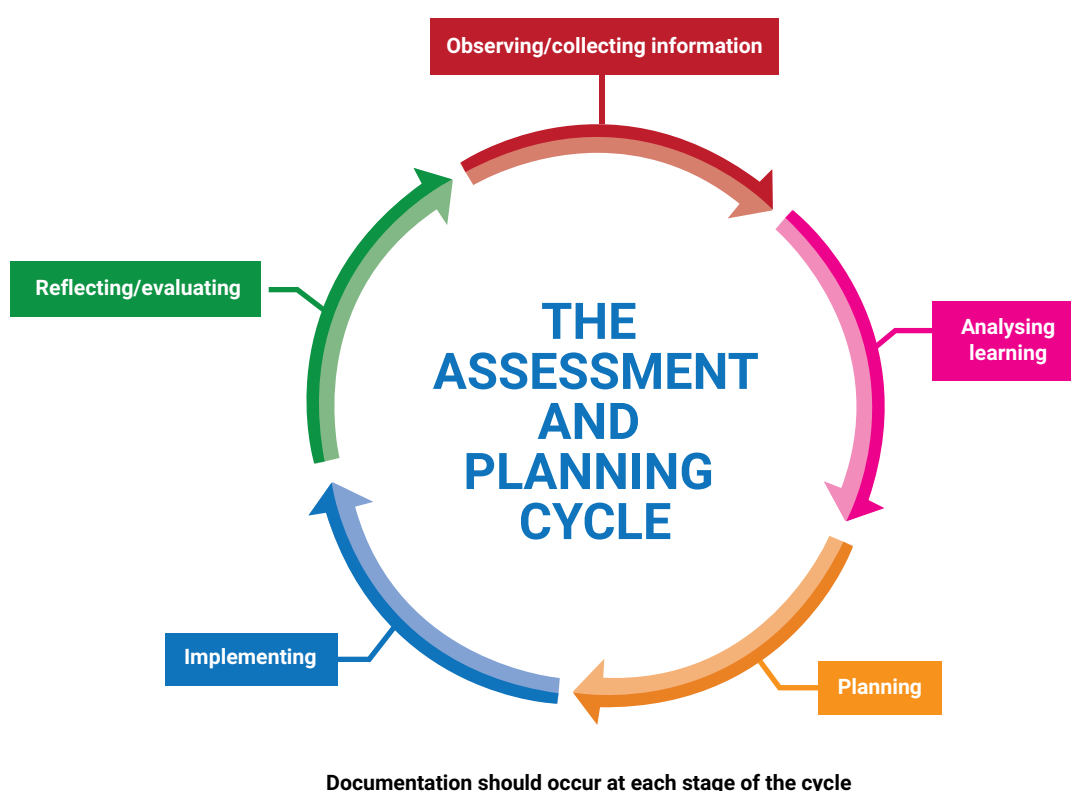 Observing/collecting information
Reflecting/evaluating
Analysing
learning
THE
ASSESSMENT
AND
PLANNING
CYCLE
Implementing
Planning
Documentation should occur at each stage of the cycle